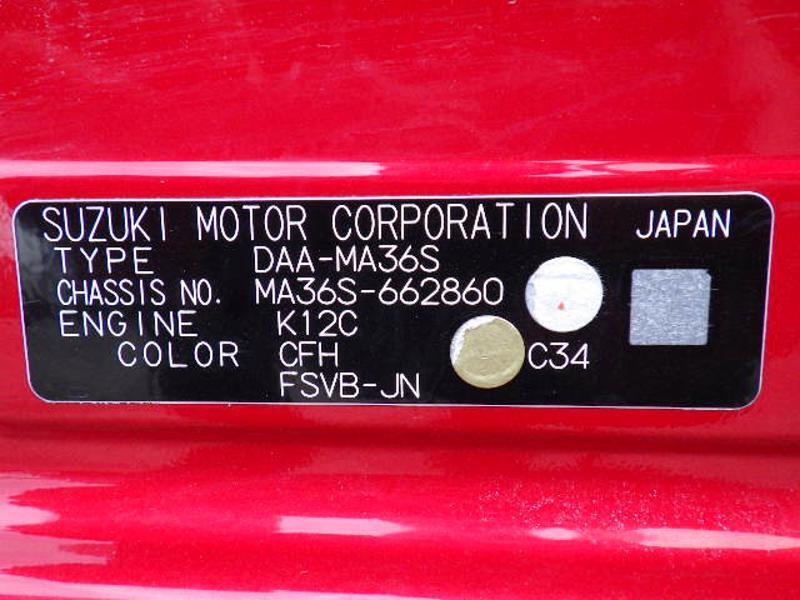 SUZUKI MOTOR CORPORATION JAPAN
TYPE DAA-MA36S
CHASSIS NO. MA36S-662860
ENGINE K12C
COLOR CFH C34
FSVB-JN